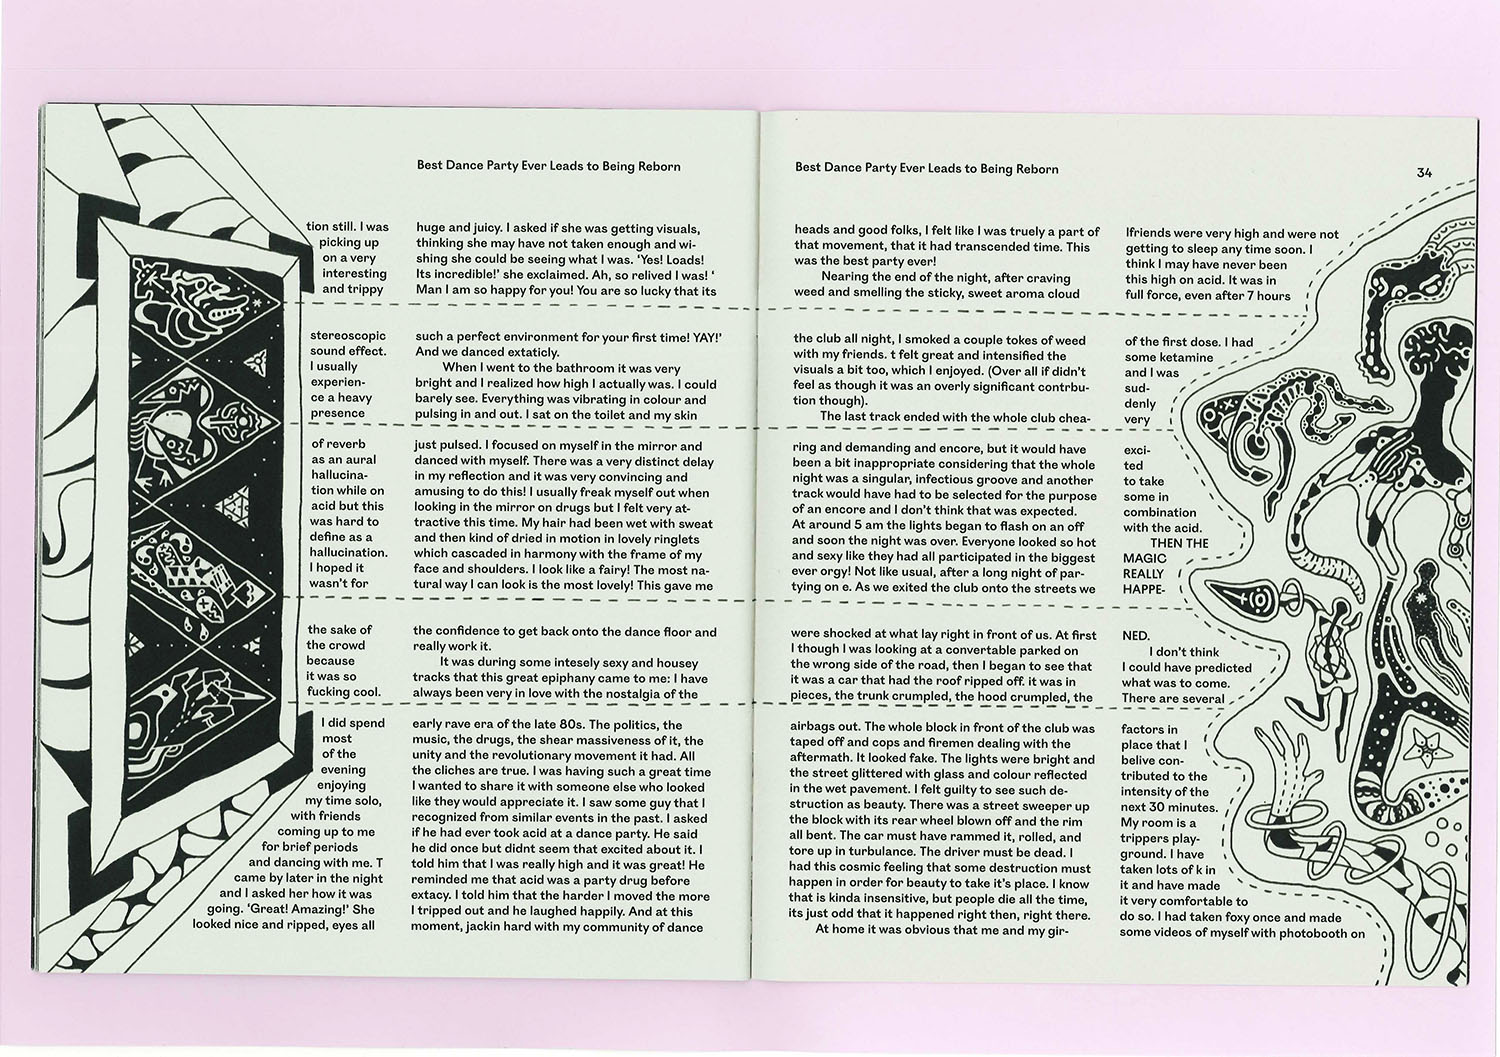 Best Dance Party Ever Leads to Being Reborn
tion still. I was
picking up
on a very
interesting
and trippy
stereoscopic
sound effect.
I usually
experien-
ce a heavy
presence
of reverb
as an aural
hallucina-
tion while on
acid but this
was hard to
define as a
hallucination.
I hoped it
wasn't for
the sake of
the crowd
because
it was so
fucking cool.
I did spend
most
of the
evening
enjoying
my time solo,
with friends
coming up to me
for brief periods
and dancing with me. T
came by later in the night
and I asked her how it was
going. 'Great! Amazing!' She
looked nice and ripped, eyes all
huge and juicy. I asked if she was getting visuals,
thinking she may have not taken enough and wi-
shing she could be seeing what I was. 'Yes! Loads!
Its incredible!' she exclaimed. Ah, so relived I was! '
Man I am so happy for you! You are so lucky that its
such a perfect environment for your first time! YAY!'
And we danced extaticly.
When I went to the bathroom it was very
bright and I realized how high I actually was. I could
barely see. Everything was vibrating in colour and
pulsing in and out. I sat on the toilet and my skin
just pulsed. I focused on myself in the mirror and
danced with myself. There was a very distinct delay
in my reflection and it was very convincing and
amusing to do this! I usually freak myself out when
looking in the mirror on drugs but I felt very at-
tractive this time. My hair had been wet with sweat
and then kind of dried in motion in lovely ringlets
which cascaded in harmony with the frame of my
face and shoulders. I look like a fairy! The most na-
tural way I can look is the most lovely! This gave me
the confidence to get back onto the dance floor and
really work it.
It was during some intesely sexy and housey
tracks that this great epiphany came to me: I have
always been very in love with the nostalgia of the
early rave era of the late 80s. The politics, the
music, the drugs, the shear massiveness of it, the
unity and the revolutionary movement it had. All
the cliches are true. I was having such a great time
I wanted to share it with someone else who looked
like they would appreciate it. I saw some guy that I
recognized from similar events in the past. I asked
if he had ever took acid at a dance party. He said
he did once but didnt seem that excited about it. I
told him that I was really high and it was great! He
reminded me that acid was a party drug before
extacy. I told him that the harder I moved the more
I tripped out and he laughed happily. And at this
moment, jackin hard with my community of dance
Best Dance Party Ever Leads to Being Reborn
34
heads and good folks, I felt like I was truely a part of
that movement, that it had transcended time. This
was the best party ever!
Nearing the end of the night, after craving
weed and smelling the sticky, sweet aroma cloud
the club all night, I smoked a couple tokes of weed
with my friends. t felt great and intensified the
visuals a bit too, which I enjoyed. (Over all if didn't
feel as though it was an overly significant contrbu-
tion though).
The last track ended with the whole club chea-
ring and demanding and encore, but it would have
been a bit inappropriate considering that the whole
night was a singular, infectious groove and another
track would have had to be selected for the purpose
of an encore and I don't think that was expected.
At around 5 am the lights began to flash on an off
and soon the night was over. Everyone looked so hot
and sexy like they had all participated in the biggest
ever orgy! Not like usual, after a long night of par-
tying on e. As we exited the club onto the streets we
were shocked at what lay right in front of us. At first
I though I was looking at a convertable parked on
the wrong side of the road, then I began to see that
it was a car that had the roof ripped off. it was in
pieces, the trunk crumpled, the hood crumpled, the
airbags out. The whole block in front of the club was
taped off and cops and firemen dealing with the
aftermath. It looked fake. The lights were bright and
the street glittered with glass and colour reflected
in the wet pavement. I felt guilty to see such de-
struction as beauty. There was a street sweeper up
the block with its rear wheel blown off and the rim
all bent. The car must have rammed it, rolled, and
tore up in turbulance. The driver must be dead. I
had this cosmic feeling that some destruction must
happen in order for beauty to take it's place. I know
that is kinda insensitive, but people die all the time,
its just odd that it happened right then, right there.
At home it was obvious that me and my gir-
lfriends were very high and were not
getting to sleep any time soon. I
think I may have never been
this high on acid. It was in
full force, even after 7 hours
of the first dose. I had
some ketamine
and I was
sud-
denly
very
exci-
ted
to take
some in
combination
with the acid.
THEN THE
MAGIC
REALLY
HAPPE-
NED.
I don't think
I could have predicted
what was to come.
There are several
factors in
place that I
belive con-
tributed to the
intensity of the
next 30 minutes.
My room is a
trippers play-
ground. I have
taken lots of k in
it and have made
it very comfortable to
do so. I had taken foxy once and made
some videos of myself with photobooth on